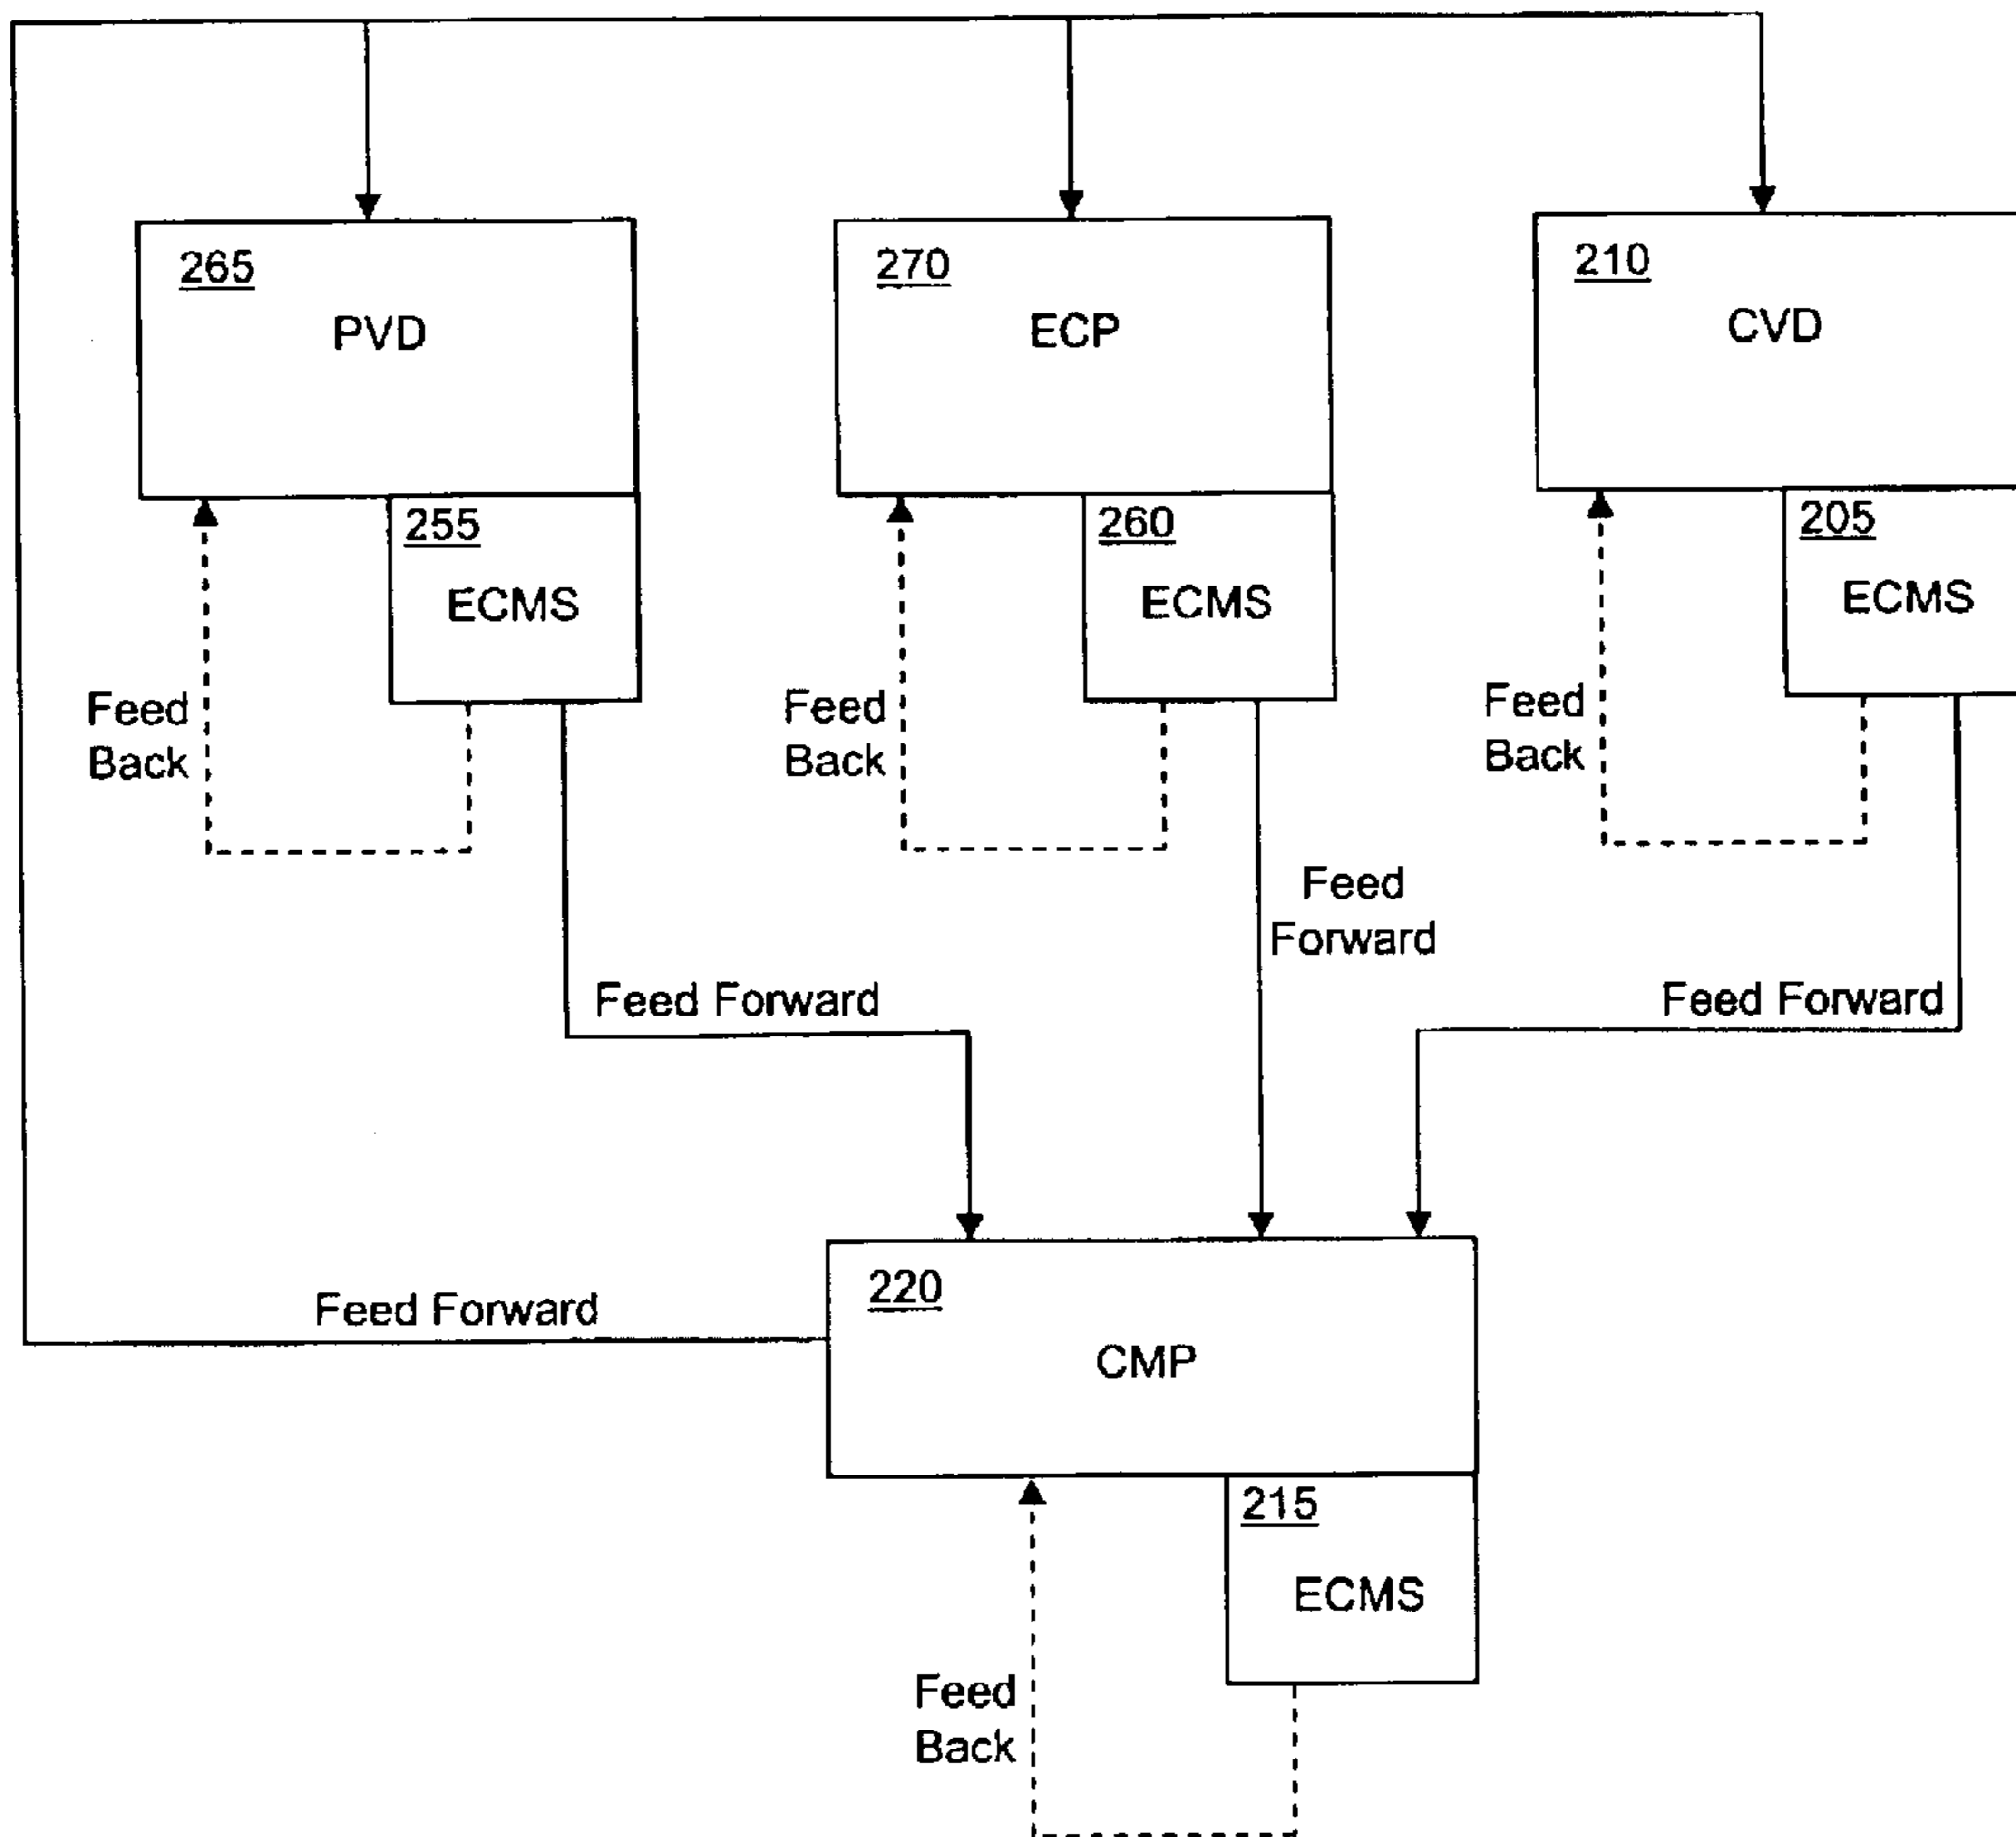 265
PVD
270
ECP
210
CVD
255
ECMS
260
ECMS
205
ECMS
Feed
Back
Feed
Back
Feed
Back
Feed
Forward
Feed Forward
Feed Forward
220
CMP
Feed Forward
215
ECMS
Feed
Back